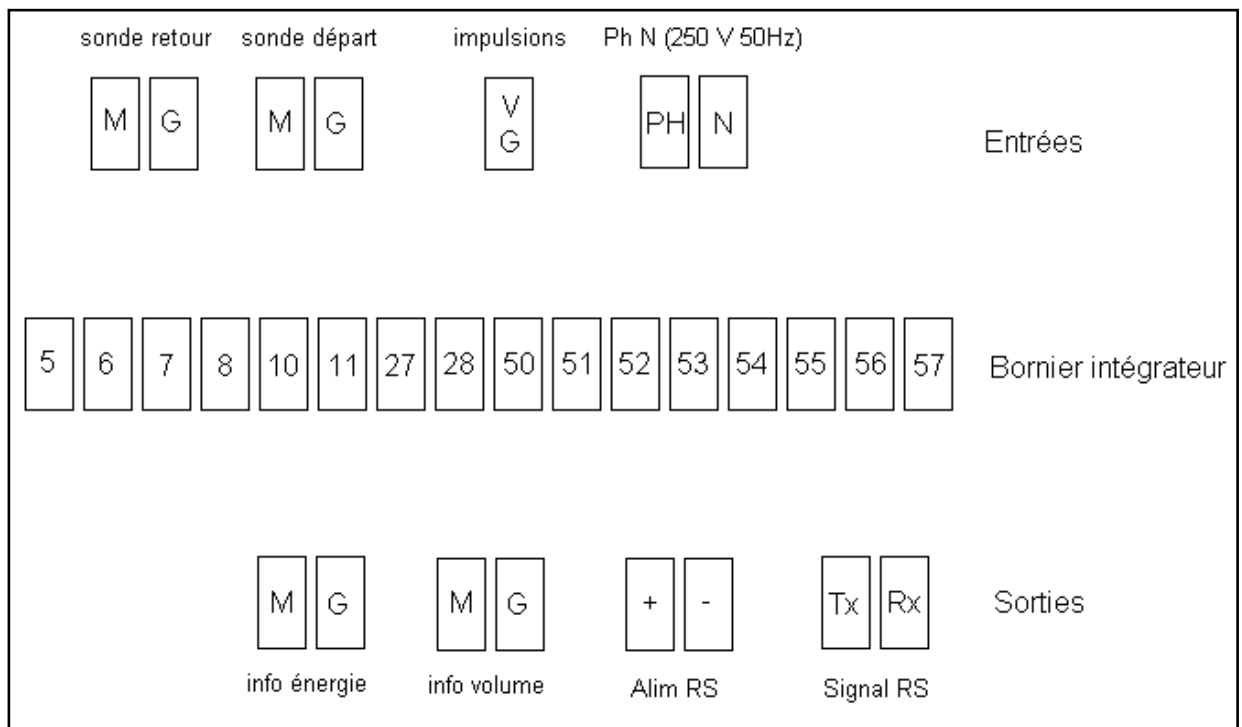 sonde retour sonde départ impulsions Ph N (250 V 50Hz)
M G M G V G PH N Entrées
5 6 7 8 10 11 27 28 50 51 52 53 54 55 56 57 Bornier intégrateur
M G M G + - Tx Rx Sorties
info énergie info volume Alim RS Signal RS